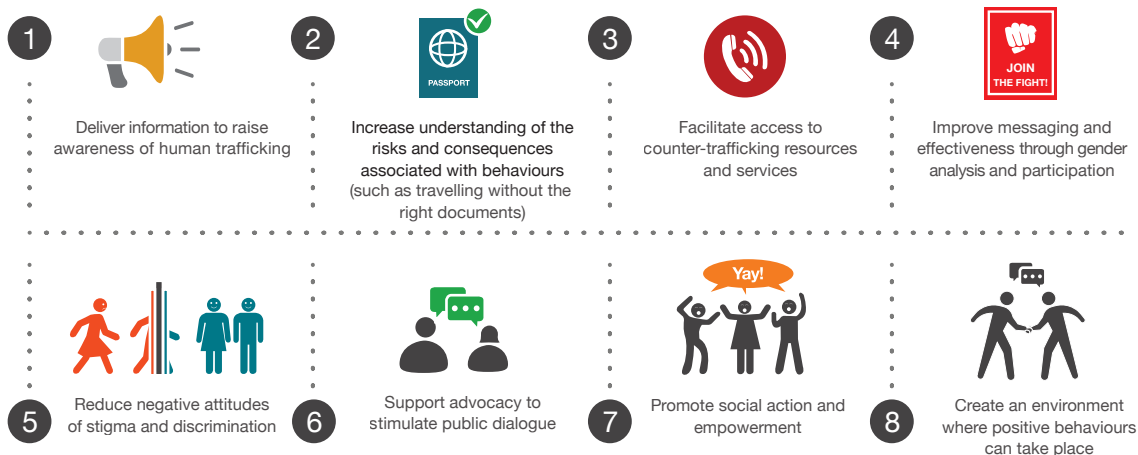 1
Deliver information to raise
awareness of human trafficking
2
PASSPORT
Increase understanding of the
risks and consequences
associated with behaviours
(such as travelling without the
right documents)
3
Facilitate access to
counter-trafficking resources
and services
4
JOIN
THE FIGHT!
Improve messaging and
effectiveness through gender
analysis and participation
5
Reduce negative attitudes
of stigma and discrimination
6
Support advocacy to
stimulate public dialogue
7
Yay!
Promote social action and
empowerment
8
Create an environment
where positive behaviours
can take place